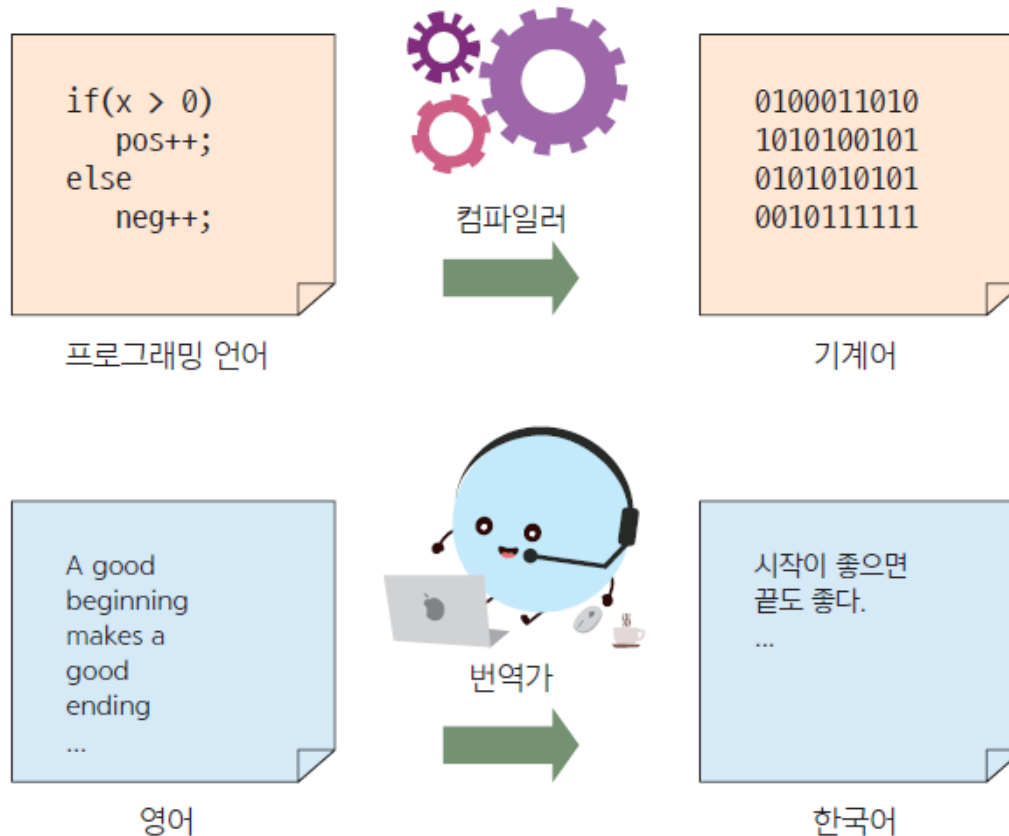 if(x > 0)
pos++;
else
neg++;
컴파일러
0100011010
1010100101
0101010101
0010111111
프로그래밍 언어
기계어
A good
beginning
makes a
good
ending
...
번역가
시작이 좋으면
끝도 좋다.
...
영어
한국어